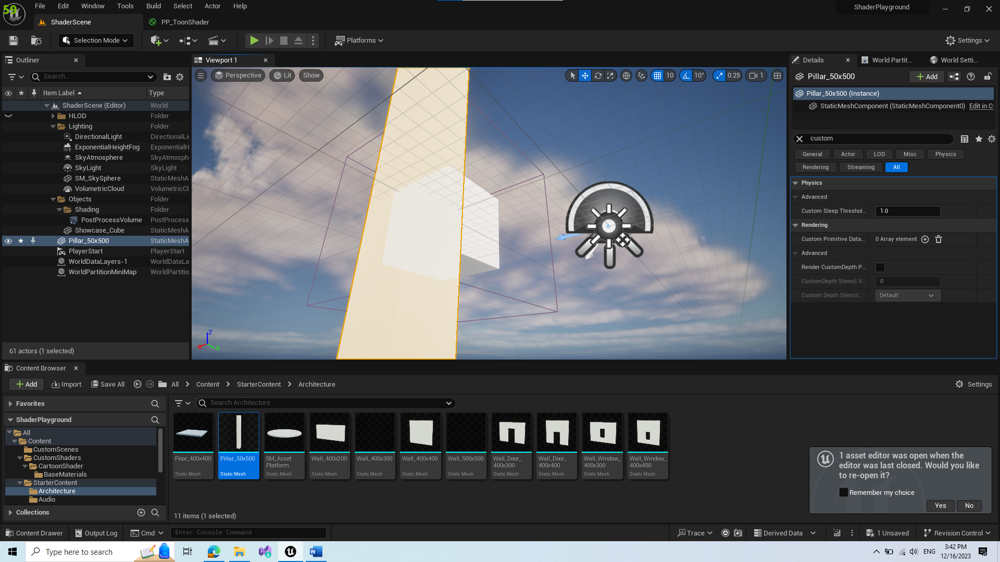 50
File Edit Window Tools Build Select Actor Help
ShaderPlayground
ShaderScene
PP_ToonShader
Selection Mode
Platforms
Settings
Outliner
Search...
Item Label Type
ShaderScene (Editor) World
HLOD Folder
Lighting Folder
DirectionalLight DirectionalLi
ExponentialHeightFog ExponentialH
SkyAtmosphere SkyAtmosph
SkyLight SkyLight
SM_SkySphere StaticMeshA
VolumetricCloud VolumetricCl
Objects Folder
Shading Folder
PostProcessVolume PostProcess
Showcase_Cube StaticMeshA
Pillar_50x500 StaticMeshA
PlayerStart PlayerStart
WorldDataLayers-1 WorldDataLa
WorldPartitionMiniMap WorldPartitio
61 actors (1 selected)
Viewport 1
Perspective Lit Show
10 10° 0.25 1
Z
X
Y
Details World Partit... World Setti...
Pillar_50x500
Add
Pillar_50x500 (Instance)
StaticMeshComponent (StaticMeshComponent0) Edit in C
custom
General Actor LOD Misc Physics
Rendering Streaming All
Physics
Advanced
Custom Sleep Threshol... 1.0
Rendering
Custom Primitive Data... 0 Array element
Advanced
Render CustomDepth P...
CustomDepth Stencil V... 0
Custom Depth Stencil... Default
Content Browser
Add Import Save All All Content StarterContent Architecture
Settings
Favorites
ShaderPlayground
All
Content
CustomScenes
CustomShaders
CartoonShader
BaseMaterials
StarterContent
Architecture
Audio
Collections
Search Architecture
Floor_400x400
Static Mesh
Pillar_50x500
Static Mesh
SM_Asset
Platform
Static Mesh
Wall_400x200
Static Mesh
Wall_400x300
Static Mesh
Wall_400x400
Static Mesh
Wall_500x500
Static Mesh
Wall_Door_
400x300
Static Mesh
Wall_Door_
400x400
Static Mesh
Wall_Window_
400x300
Static Mesh
Wall_Window_
400x400
Static Mesh
11 items (1 selected)
1 asset editor was open when the
editor was last closed. Would you like
to re-open it?
Remember my choice
Yes No
Content Drawer Output Log Cmd Enter Console Command
Trace Derived Data 1 Unsaved Revision Control
Type here to search
ENG
3:42 PM
12/16/2023